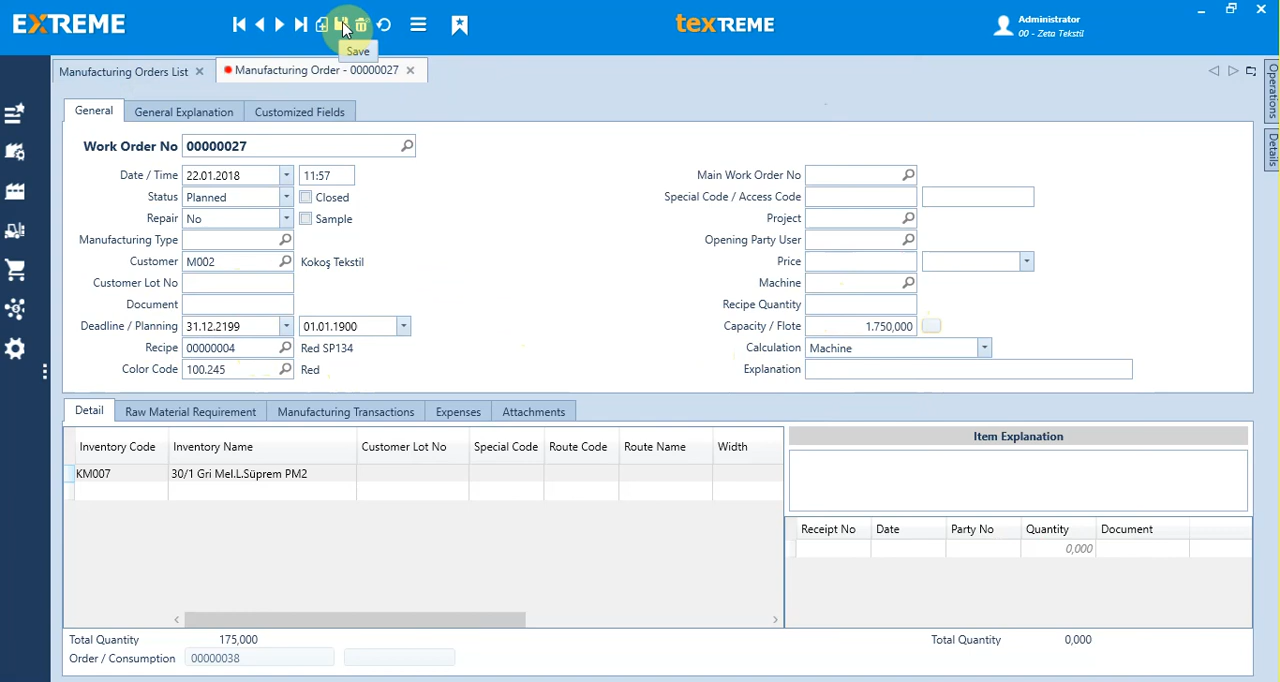 EXTREME
texTREME
Administrator
00 - Zeta Tekstil
Save
Manufacturing Orders List
Manufacturing Order - 00000027
Operations
Details
General
General Explanation
Customized Fields
Work Order No 00000027
Date / Time 22.01.2018 11:57
Main Work Order No
Status Planned Closed
Special Code / Access Code
Repair No Sample
Project
Manufacturing Type
Opening Party User
Customer M002 Kokoş Tekstil
Price
Customer Lot No
Machine
Document
Recipe Quantity
Deadline / Planning 31.12.2199 01.01.1900
Capacity / Flote 1.750,000
Recipe 00000004 Red SP134
Calculation Machine
Color Code 100.245 Red
Explanation
Detail
Raw Material Requirement
Manufacturing Transactions
Expenses
Attachments
Inventory Code Inventory Name Customer Lot No Special Code Route Code Route Name Width
KM007 30/1 Gri Mel.L.Süprem PM2
Item Explanation
Receipt No Date Party No Quantity Document
0,000
Total Quantity 175,000
Total Quantity 0,000
Order / Consumption 00000038